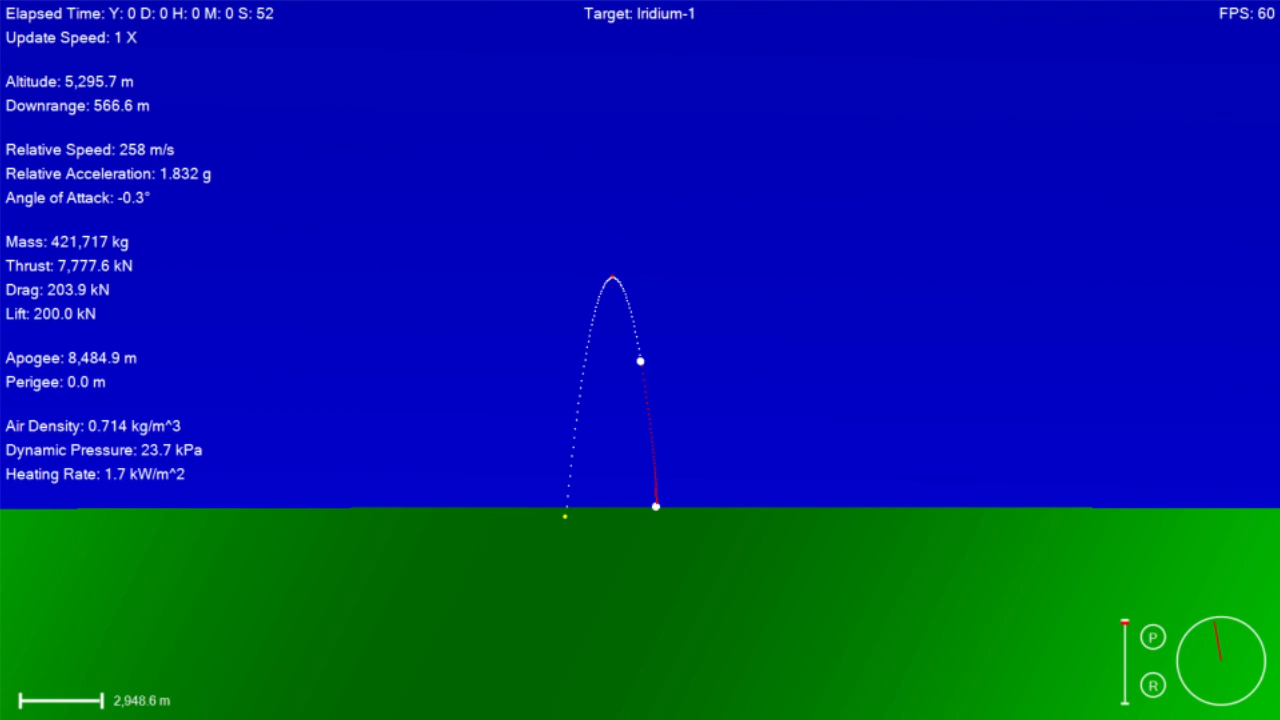 Elapsed Time: Y: 0 D: 0 H: 0 M: 0 S: 52
Target: Iridium-1
FPS: 60
Update Speed: 1 X
Altitude: 5,295.7 m
Downrange: 566.6 m
Relative Speed: 258 m/s
Relative Acceleration: 1.832 g
Angle of Attack: -0.3°
Mass: 421,717 kg
Thrust: 7,777.6 kN
Drag: 203.9 kN
Lift: 200.0 kN
Apogee: 8,484.9 m
Perigee: 0.0 m
Air Density: 0.714 kg/m^3
Dynamic Pressure: 23.7 kPa
Heating Rate: 1.7 kW/m^2
P
R
2,948.6 m